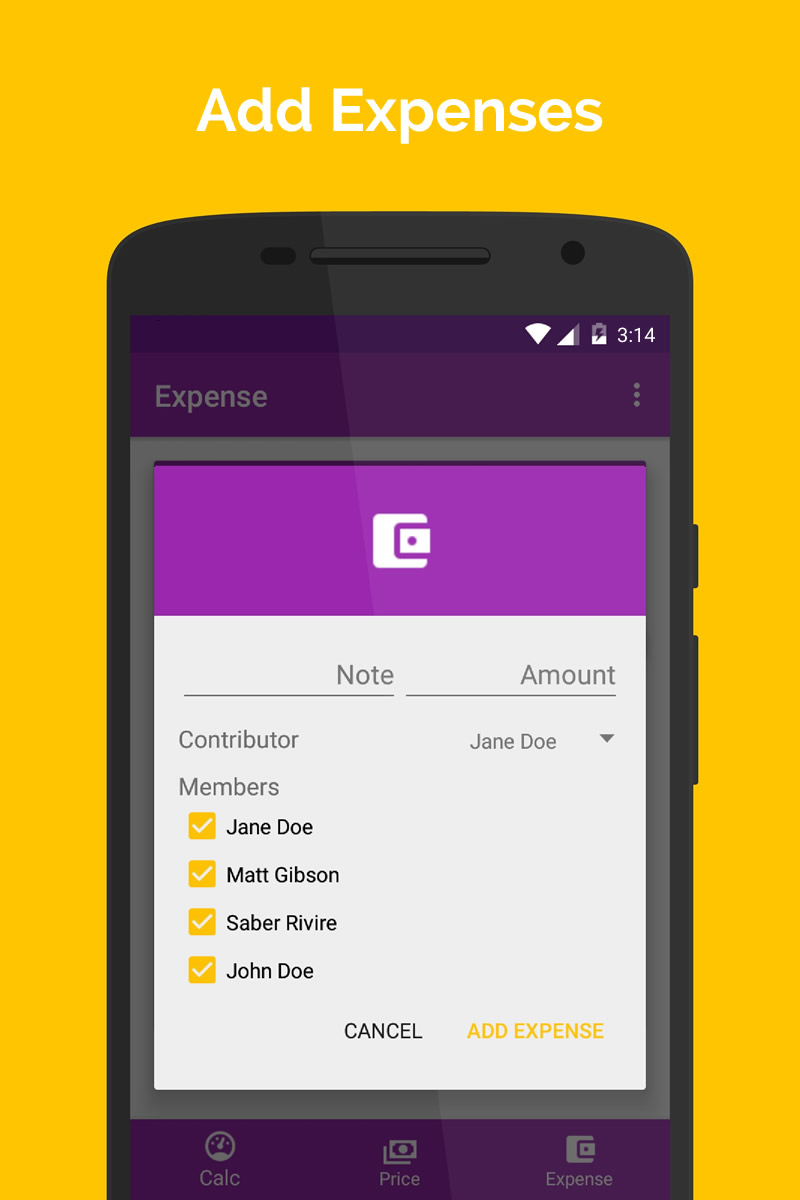 Add Expenses
3:14
Expense
Note Amount
Contributor Jane Doe
Members
Jane Doe
Matt Gibson
Saber Rivire
John Doe
CANCEL ADD EXPENSE
Calc Price Expense